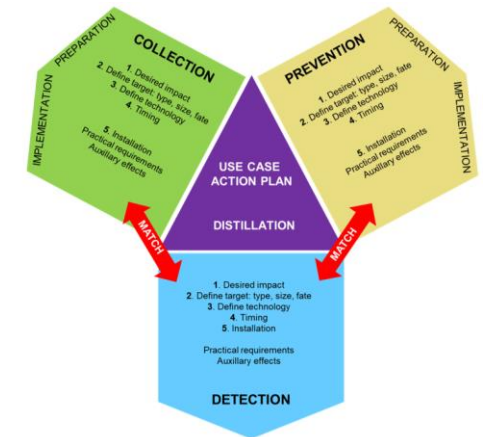 PREPARATION
IMPLEMENTATION
COLLECTION
1. Desired impact
2. Define target: type, size, fate
3. Define technology
4. Timing
5. Installation
Practical requirements
Auxillary effects
PREVENTION
PREPARATION
IMPLEMENTATION
1. Desired impact
2. Define target: type, size, fate
3. Define technology
4. Timing
5. Installation
Practical requirements
Auxillary effects
USE CASE
ACTION PLAN
DISTILLATION
MATCH
MATCH
1. Desired impact
2. Define target: type, size, fate
3. Define technology
4. Timing
5. Installation
Practical requirements
Auxillary effects
DETECTION